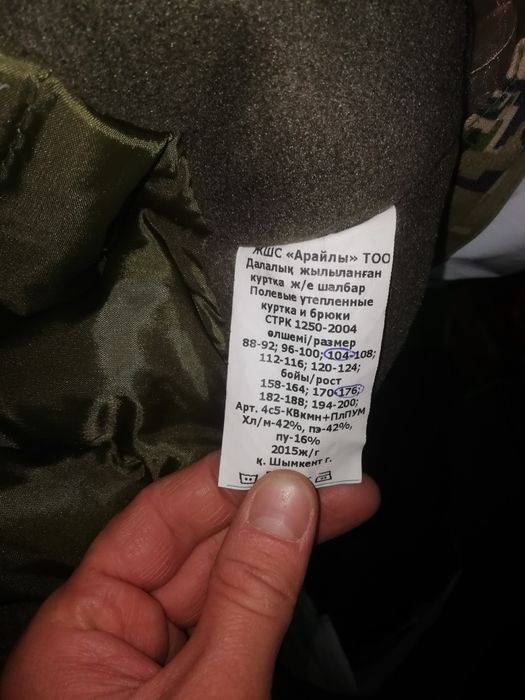 ЖШС «Арайлы» ТОО
Далалық жылыланған
куртка ж/е шалбар
Полевые утепленные
куртка и брюки
СТРК 1250-2004
өлшемі/размер
88-92; 96-100; 104-108;
112-116; 120-124;
бойы/рост
158-164; 170-176;
182-188; 194-200;
Арт. 4с5-КВкмн+ПлПУМ
Хл/м-42%, пэ-42%,
пу-16%
2015ж/г
қ. Шымкент г.